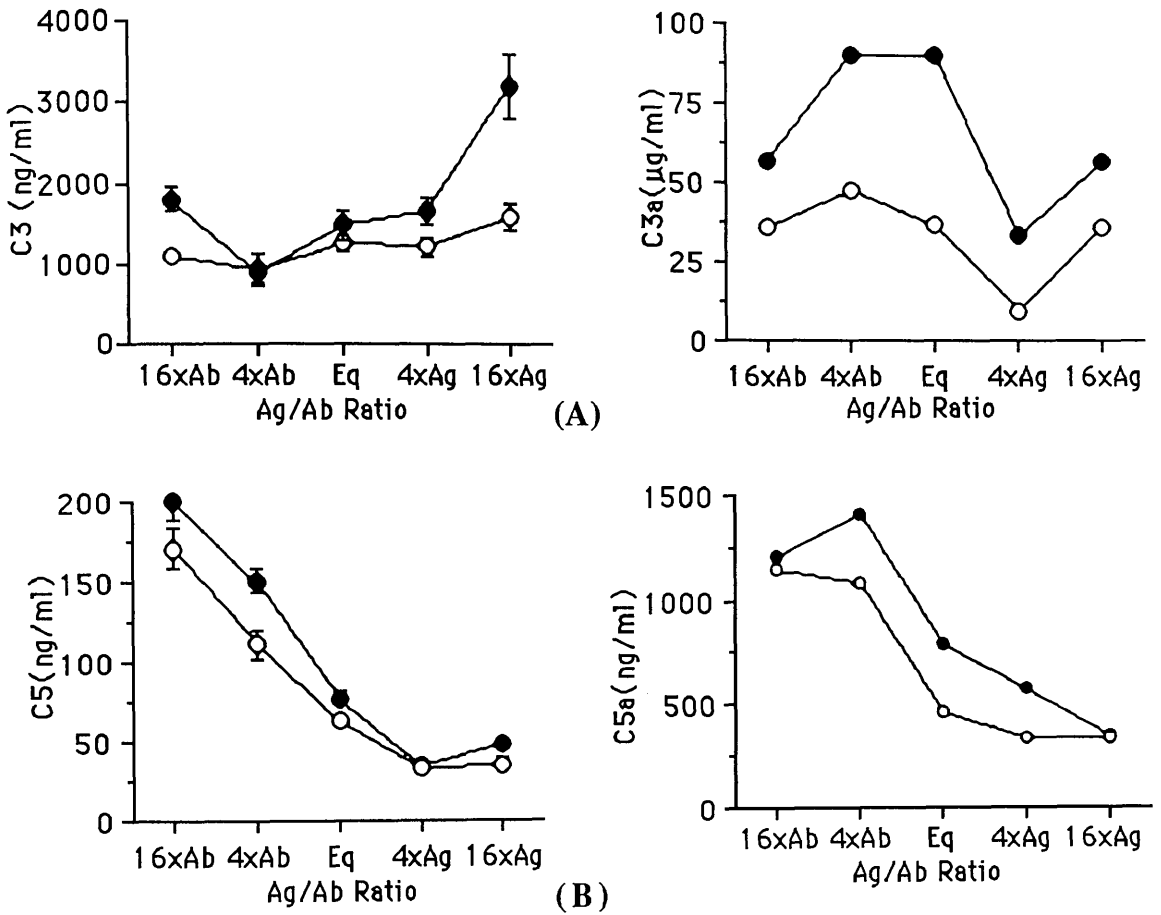 4000
3000
2000
1000
0
C3 (ng/ml)
16xAb 4xAb Eq 4xAg 16xAg
Ag/Ab Ratio
100
75
50
25
0
C3a(µg/ml)
16xAb 4xAb Eq 4xAg 16xAg
Ag/Ab Ratio
(A)
200
150
100
50
0
C5(ng/ml)
16xAb 4xAb Eq 4xAg 16xAg
Ag/Ab Ratio
1500
1000
500
0
C5a(ng/ml)
16xAb 4xAb Eq 4xAg 16xAg
Ag/Ab Ratio
(B)